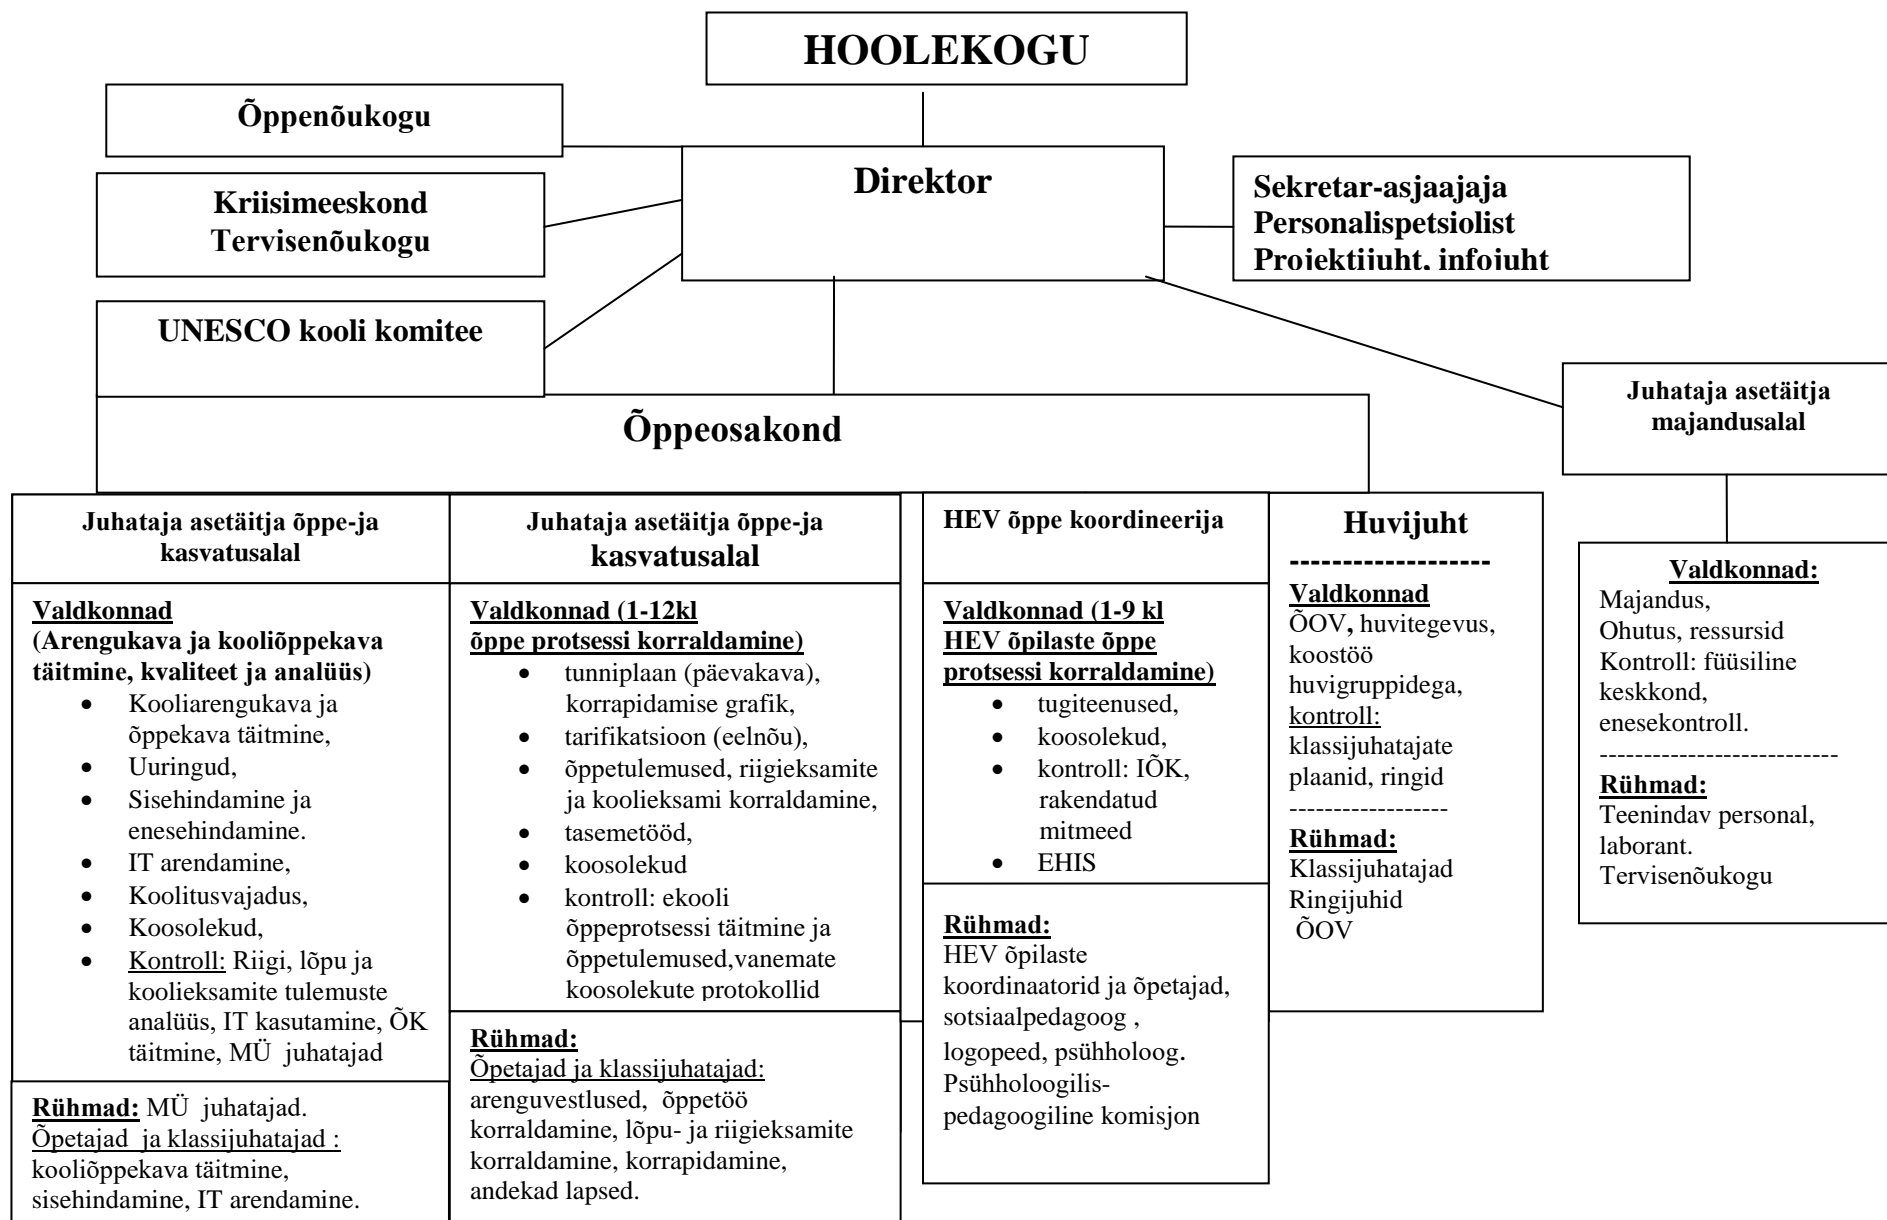 HOOLEKOGU
Õppenõukogu
Direktor
Kriisimeeskond
Tervisenõukogu
Sekretar-asjaajaja
Personalispetsiolist
Projektijuht, infojuht
UNESCO kooli komitee
Juhataja asetäitja
majandusalal
Õppeosakond
Juhataja asetäitja õppe-ja
kasvatusalal
Valdkonnad
(Arengukava ja kooliõppekava
täitmine, kvaliteet ja analüüs)
• Kooliarengukava ja
õppekava täitmine,
• Uuringud,
• Sisehindamine ja
enesehindamine.
• IT arendamine,
• Koolitusvajadus,
• Koosolekud,
• Kontroll: Riigi, lõpu ja
koolieksamite tulemuste
analüüs, IT kasutamine, ÕK
täitmine, MÜ juhatajad
Rühmad: MÜ juhatajad.
Õpetajad ja klassijuhatajad :
kooliõppekava täitmine,
sisehindamine, IT arendamine.
Juhataja asetäitja õppe-ja
kasvatusalal
Valdkonnad (1-12kl
õppe protsessi korraldamine)
• tunniplaan (päevakava),
korrapidamise grafik,
• tarifikatsioon (eelnõu),
• õppetulemused, riigieksamite
ja koolieksami korraldamine,
• tasemetööd,
• koosolekud
• kontroll: ekooli
õppeprotsessi täitmine ja
õppetulemused,vanemate
koosolekute protokollid
Rühmad:
Õpetajad ja klassijuhatajad:
arenguvestlused, õppetöö
korraldamine, lõpu- ja riigieksamite
korraldamine, korrapidamine,
andekad lapsed.
HEV õppe koordineerija
Valdkonnad (1-9 kl
HEV õpilaste õppe
protsessi korraldamine)
• tugiteenused,
• koosolekud,
• kontroll: IÕK,
rakendatud
mitmeed
• EHIS
Rühmad:
HEV õpilaste
koordinaatorid ja õpetajad,
sotsiaalpedagoog ,
logopeed, psühholoog.
Psühholoogilis-
pedagoogiline komisjon
Huvijuht
-------------------
Valdkonnad
ÕOV, huvitegevus,
koostöö
huvigruppidega,
kontroll:
klassijuhatajate
plaanid, ringid
------------------
Rühmad:
Klassijuhatajad
Ringijuhid
ÕOV
Valdkonnad:
Majandus,
Ohutus, ressursid
Kontroll: füüsiline
keskkond,
enesekontroll.
---------------------------
Rühmad:
Teenindav personal,
laborant.
Tervisenõukogu